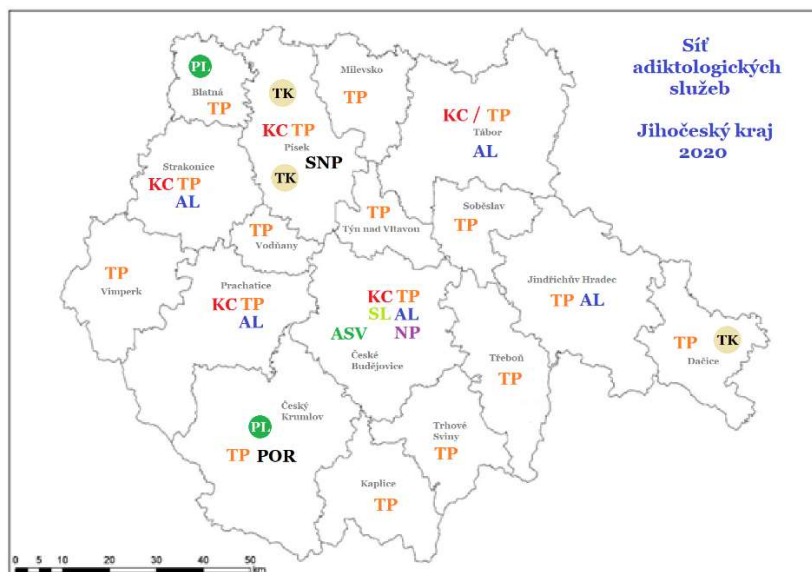 Síť
adiktologických
služeb
Jihočeský kraj
2020
PL
Blatná
TP
TK
KC TP
Písek
SNP
TK
Milevsko
TP
KC / TP
Tábor
AL
Strakonice
KC TP
AL
TP
Vodňany
TP
Týn nad Vltavou
Soběslav
TP
TP
Vimperk
Prachatice
KC TP
AL
KC TP
SL AL
ASV NP
České
Budějovice
Jindřichův Hradec
TP AL
TP TK
Dačice
Třeboň
TP
Český
Krumlov
PL
TP POR
Trhové
Sviny
TP
Kaplice
TP
0 5 10 20 30 40 50
km